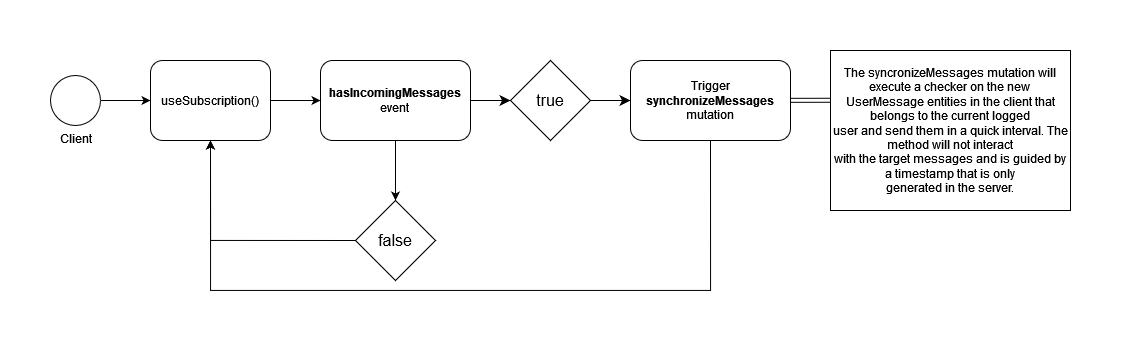 Client
useSubscription()
hasIncomingMessages
event
true
false
Trigger
synchronizeMessages
mutation
The syncronizeMessages mutation will
execute a checker on the new
UserMessage entities in the client that
belongs to the current logged
user and send them in a quick interval. The
method will not interact
with the target messages and is guided by
a timestamp that is only
generated in the server.